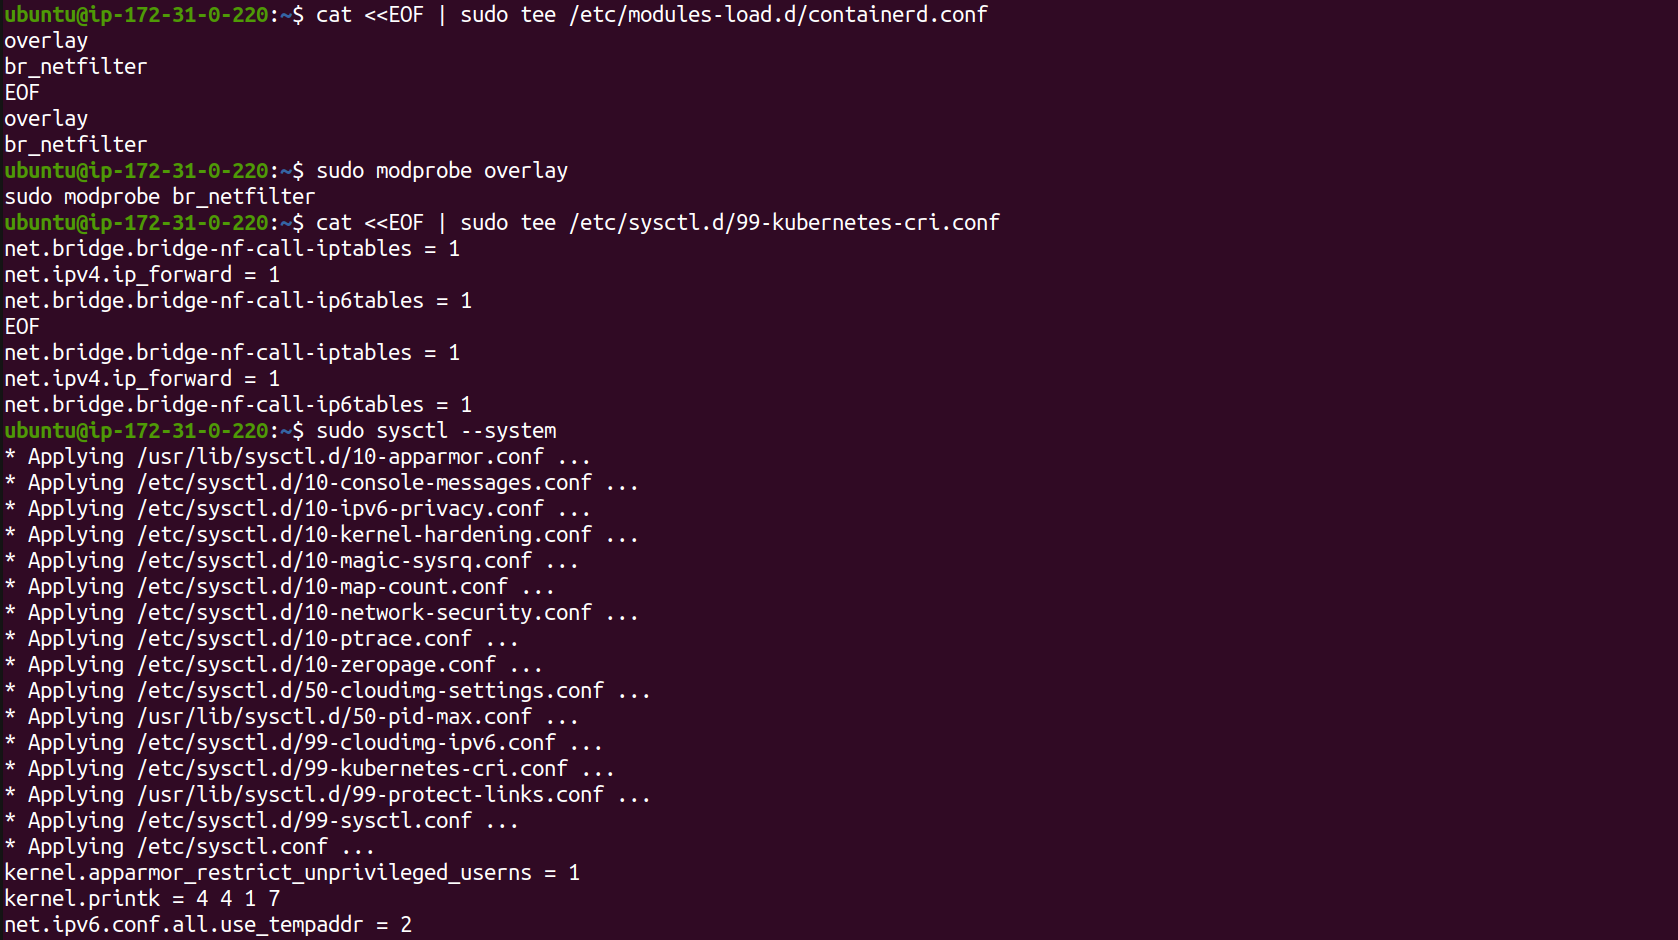 ubuntu@ip-172-31-0-220:~$ cat <<EOF | sudo tee /etc/modules-load.d/containerd.conf
overlay
br_netfilter
EOF
overlay
br_netfilter
ubuntu@ip-172-31-0-220:~$ sudo modprobe overlay
sudo modprobe br_netfilter
ubuntu@ip-172-31-0-220:~$ cat <<EOF | sudo tee /etc/sysctl.d/99-kubernetes-cri.conf
net.bridge.bridge-nf-call-iptables = 1
net.ipv4.ip_forward = 1
net.bridge.bridge-nf-call-ip6tables = 1
EOF
net.bridge.bridge-nf-call-iptables = 1
net.ipv4.ip_forward = 1
net.bridge.bridge-nf-call-ip6tables = 1
ubuntu@ip-172-31-0-220:~$ sudo sysctl --system
* Applying /usr/lib/sysctl.d/10-apparmor.conf ...
* Applying /etc/sysctl.d/10-console-messages.conf ...
* Applying /etc/sysctl.d/10-ipv6-privacy.conf ...
* Applying /etc/sysctl.d/10-kernel-hardening.conf ...
* Applying /etc/sysctl.d/10-magic-sysrq.conf ...
* Applying /etc/sysctl.d/10-map-count.conf ...
* Applying /etc/sysctl.d/10-network-security.conf ...
* Applying /etc/sysctl.d/10-ptrace.conf ...
* Applying /etc/sysctl.d/10-zeropage.conf ...
* Applying /etc/sysctl.d/50-cloudimg-settings.conf ...
* Applying /usr/lib/sysctl.d/50-pid-max.conf ...
* Applying /etc/sysctl.d/99-cloudimg-ipv6.conf ...
* Applying /etc/sysctl.d/99-kubernetes-cri.conf ...
* Applying /usr/lib/sysctl.d/99-protect-links.conf ...
* Applying /etc/sysctl.d/99-sysctl.conf ...
* Applying /etc/sysctl.conf ...
kernel.apparmor_restrict_unprivileged_userns = 1
kernel.printk = 4 4 1 7
net.ipv6.conf.all.use_tempaddr = 2